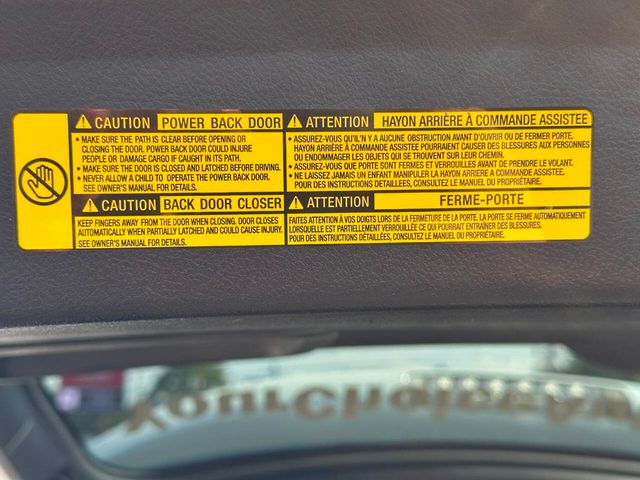 CAUTION POWER BACK DOOR
• MAKE SURE THE PATH IS CLEAR BEFORE OPENING OR
CLOSING THE DOOR. POWER BACK DOOR COULD INJURE
PEOPLE OR DAMAGE CARGO IF CAUGHT IN ITS PATH.
• MAKE SURE THE DOOR IS CLOSED AND LATCHED BEFORE DRIVING.
• NEVER ALLOW A CHILD TO OPERATE THE POWER BACK DOOR.
SEE OWNER'S MANUAL FOR DETAILS.
CAUTION BACK DOOR CLOSER
KEEP FINGERS AWAY FROM THE DOOR WHEN CLOSING. DOOR CLOSES
AUTOMATICALLY WHEN PARTIALLY LATCHED AND COULD CAUSE INJURY.
SEE OWNER'S MANUAL FOR DETAILS.
ATTENTION HAYON ARRIÈRE À COMMANDE ASSISTEE
• ASSUREZ-VOUS QU'IL N'Y A AUCUNE OBSTRUCTION AVANT D'OUVRIR OU DE FERMER PORTE.
HAYON ARRIÈRE À COMMANDE ASSISTÉE POURRAIENT CAUSER DES BLESSURES AUX PERSONNES
OU ENDOMMAGER LES OBJETS QUI SE TROUVENT SUR LEUR CHEMIN.
• ASSUREZ-VOUS QUE PORTE SONT FERMES ET VERROUILLES AVANT DE PRENDRE LE VOLANT.
• NE LAISSEZ JAMAIS UN ENFANT MANIPULER LA HAYON ARRIÈRE À COMMANDE ASSISTEE.
POUR DES INSTRUCTIONS DETAILLEES, CONSULTEZ LE MANUEL DU PROPRIÉTAIRE.
ATTENTION FERME-PORTE
FAITES ATTENTION À VOS DOIGTS LORS DE LA FERMETURE DE LA PORTE. LA PORTE SE FERME AUTOMATIQUEMENT
LORSQUELLE EST PARTIELLEMENT VERROUILLÉE CE QUI POURRAIT ENTRAÎNER DES BLESSURES.
POUR DES INSTRUCTIONS DÉTAILLÉES, CONSULTEZ LE MANUEL DU PROPRIÉTAIRE.